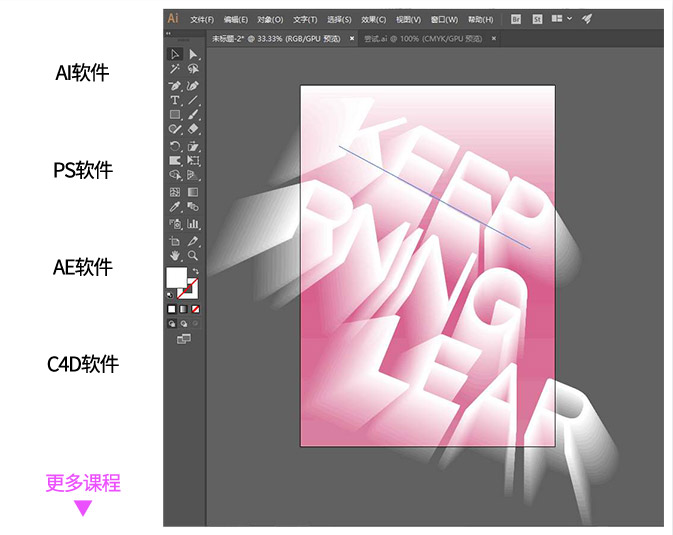 Ai 文件(F) 编辑(E) 对象(O) 文字(T) 选择(S) 效果(C) 视图(V) 窗口(W) 帮助(H) Br St
未标题-2* @ 33.33% (RGB/GPU 预览) × 尝试.ai @ 100% (CMYK/GPU 预览) ×
AI软件
PS软件
AE软件
C4D软件
更多课程
KEEP
RNING
LEAR